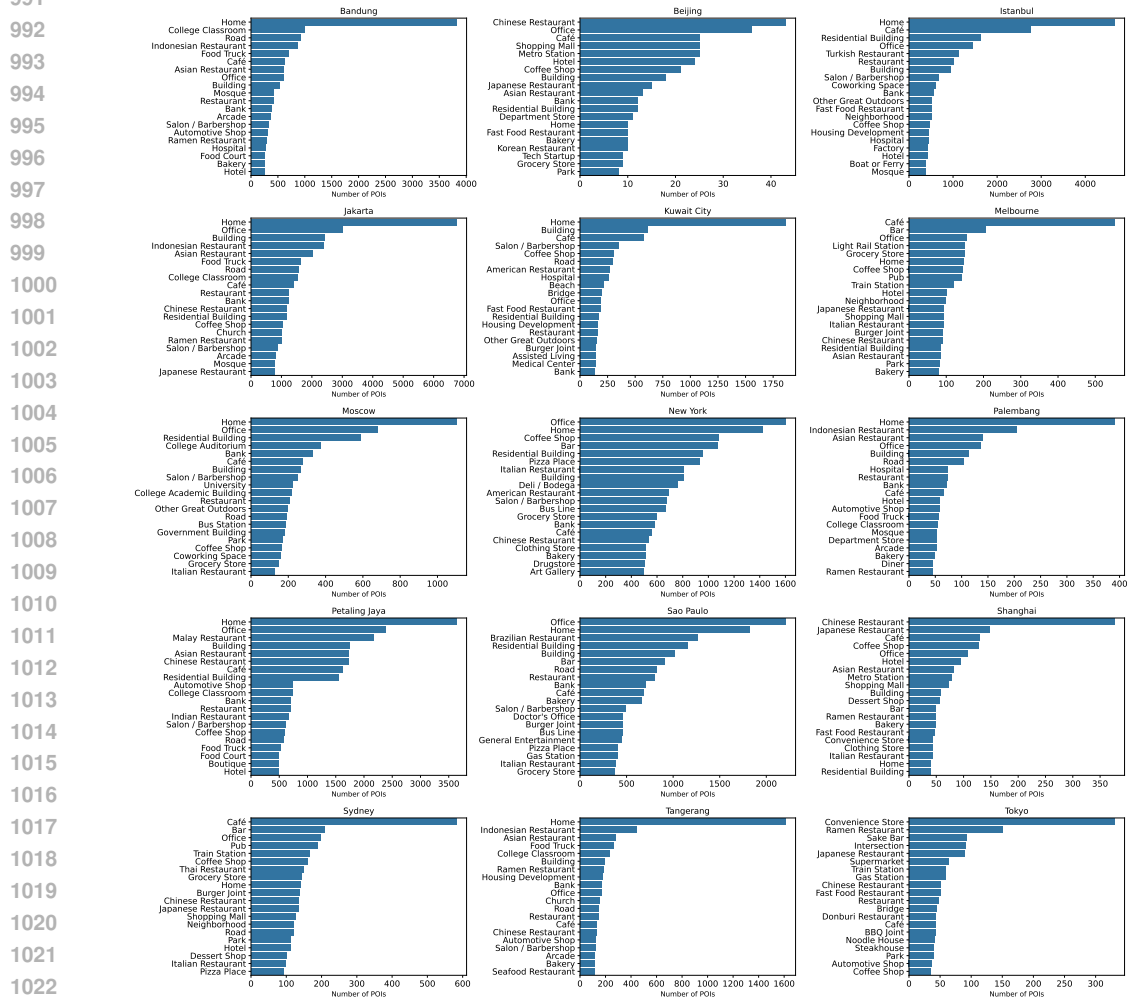 991
992
993
994
995
996
997
998
999
1000
1001
1002
1003
1004
1005
1006
1007
1008
1009
1010
1011
1012
1013
1014
1015
1016
1017
1018
1019
1020
1021
1022
Bandung
Home
College Classroom
Road
Indonesian Restaurant
Food Truck
Café
Asian Restaurant
Office
Building
Mosque
Restaurant
Bank
Arcade
Salon / Barbershop
Automotive Shop
Ramen Restaurant
Hospital
Food Court
Bakery
Hotel
0 500 1000 1500 2000 2500 3000 3500 4000
Number of POIs
Beijing
Chinese Restaurant
Office
Café
Shopping Mall
Metro Station
Hotel
Coffee Shop
Building
Japanese Restaurant
Asian Restaurant
Bank
Residential Building
Department Store
Home
Fast Food Restaurant
Bakery
Korean Restaurant
Tech Startup
Grocery Store
Park
0 10 20 30 40
Number of POIs
Istanbul
Home
Café
Residential Building
Office
Turkish Restaurant
Restaurant
Building
Salon / Barbershop
Coworking Space
Bank
Other Great Outdoors
Fast Food Restaurant
Neighborhood
Coffee Shop
Housing Development
Hospital
Factory
Hotel
Boat or Ferry
Mosque
0 1000 2000 3000 4000
Number of POIs
Jakarta
Home
Office
Building
Indonesian Restaurant
Asian Restaurant
Food Truck
Road
College Classroom
Café
Restaurant
Bank
Chinese Restaurant
Residential Building
Coffee Shop
Church
Ramen Restaurant
Salon / Barbershop
Arcade
Mosque
Japanese Restaurant
0 1000 2000 3000 4000 5000 6000 7000
Number of POIs
Kuwait City
Home
Building
Café
Salon / Barbershop
Coffee Shop
Road
American Restaurant
Hospital
Beach
Bridge
Office
Fast Food Restaurant
Residential Building
Housing Development
Restaurant
Other Great Outdoors
Burger Joint
Assisted Living
Medical Center
Bank
0 250 500 750 1000 1250 1500 1750
Number of POIs
Melbourne
Café
Bar
Office
Light Rail Station
Grocery Store
Home
Coffee Shop
Pub
Train Station
Hotel
Neighborhood
Japanese Restaurant
Shopping Mall
Italian Restaurant
Burger Joint
Chinese Restaurant
Residential Building
Asian Restaurant
Park
Bakery
0 100 200 300 400 500
Number of POIs
Moscow
Home
Office
Residential Building
College Auditorium
Bank
Café
Building
Salon / Barbershop
University
College Academic Building
Restaurant
Other Great Outdoors
Road
Bus Station
Government Building
Park
Coffee Shop
Coworking Space
Grocery Store
Italian Restaurant
0 200 400 600 800 1000
Number of POIs
New York
Office
Home
Coffee Shop
Bar
Residential Building
Pizza Place
Italian Restaurant
Building
Deli / Bodega
American Restaurant
Salon / Barbershop
Bus Line
Grocery Store
Bank
Café
Chinese Restaurant
Clothing Store
Bakery
Drugstore
Art Gallery
0 200 400 600 800 1000 1200 1400 1600
Number of POIs
Palembang
Home
Indonesian Restaurant
Asian Restaurant
Office
Building
Road
Hospital
Restaurant
Bank
Café
Hotel
Automotive Shop
Food Truck
College Classroom
Mosque
Department Store
Arcade
Bakery
Diner
Ramen Restaurant
0 50 100 150 200 250 300 350 400
Number of POIs
Petaling Jaya
Home
Office
Malay Restaurant
Building
Asian Restaurant
Chinese Restaurant
Café
Residential Building
Automotive Shop
College Classroom
Bank
Restaurant
Indian Restaurant
Salon / Barbershop
Coffee Shop
Road
Food Truck
Food Court
Boutique
Hotel
0 500 1000 1500 2000 2500 3000 3500
Number of POIs
Sao Paulo
Office
Home
Brazilian Restaurant
Residential Building
Building
Bar
Road
Restaurant
Bank
Café
Bakery
Salon / Barbershop
Doctor's Office
Burger Joint
Bus Line
General Entertainment
Pizza Place
Gas Station
Italian Restaurant
Grocery Store
0 500 1000 1500 2000
Number of POIs
Shanghai
Chinese Restaurant
Japanese Restaurant
Café
Coffee Shop
Office
Hotel
Asian Restaurant
Metro Station
Shopping Mall
Building
Dessert Shop
Bar
Ramen Restaurant
Bakery
Fast Food Restaurant
Convenience Store
Clothing Store
Italian Restaurant
Home
Residential Building
0 50 100 150 200 250 300 350
Number of POIs
Sydney
Café
Bar
Office
Pub
Train Station
Coffee Shop
Thai Restaurant
Grocery Store
Home
Burger Joint
Chinese Restaurant
Japanese Restaurant
Shopping Mall
Neighborhood
Road
Park
Hotel
Dessert Shop
Italian Restaurant
Pizza Place
0 100 200 300 400 500 600
Number of POIs
Tangerang
Home
Indonesian Restaurant
Asian Restaurant
Food Truck
College Classroom
Building
Ramen Restaurant
Housing Development
Bank
Office
Church
Road
Restaurant
Café
Chinese Restaurant
Automotive Shop
Salon / Barbershop
Arcade
Bakery
Seafood Restaurant
0 200 400 600 800 1000 1200 1400 1600
Number of POIs
Tokyo
Convenience Store
Ramen Restaurant
Sake Bar
Intersection
Japanese Restaurant
Supermarket
Train Station
Gas Station
Chinese Restaurant
Fast Food Restaurant
Restaurant
Bridge
Donburi Restaurant
Café
BBQ Joint
Noodle House
Steakhouse
Park
Automotive Shop
Coffee Shop
0 50 100 150 200 250 300
Number of POIs